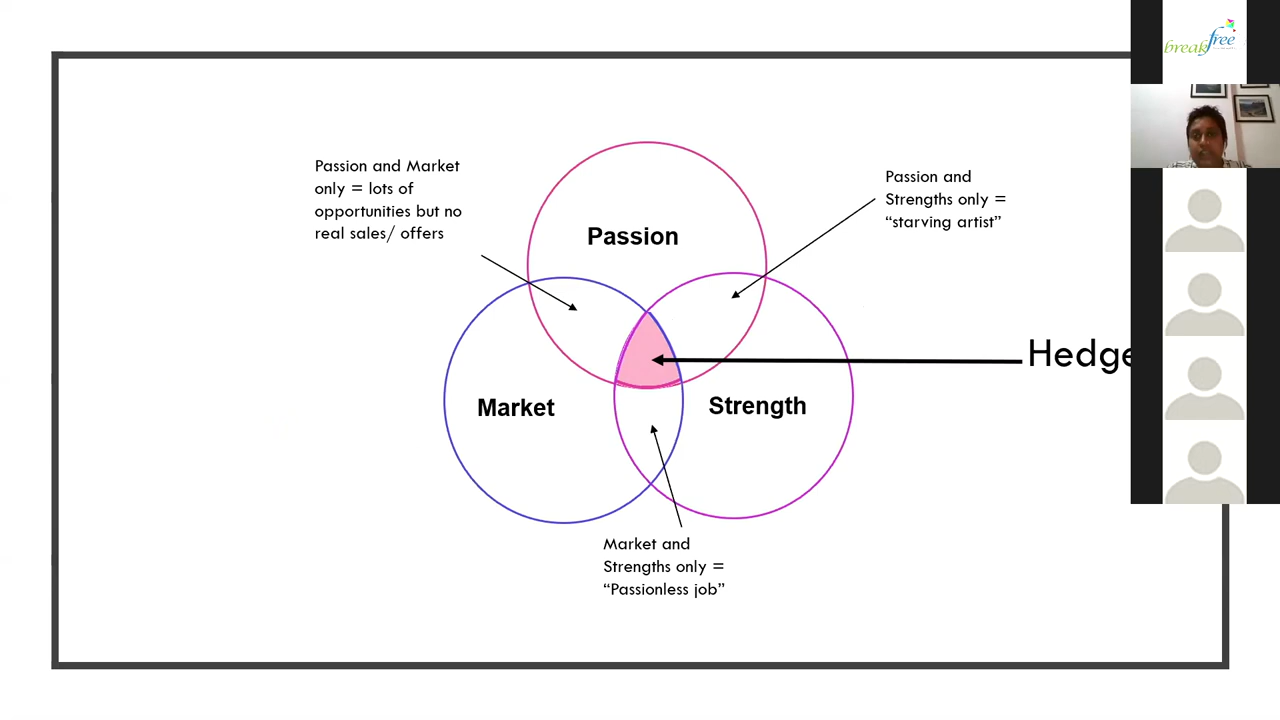 break free
Passion and Market
only = lots of
opportunities but no
real sales/ offers
Passion and
Strengths only =
“starving artist”
Passion
Hedge
Market
Strength
Market and
Strengths only =
“Passionless job”